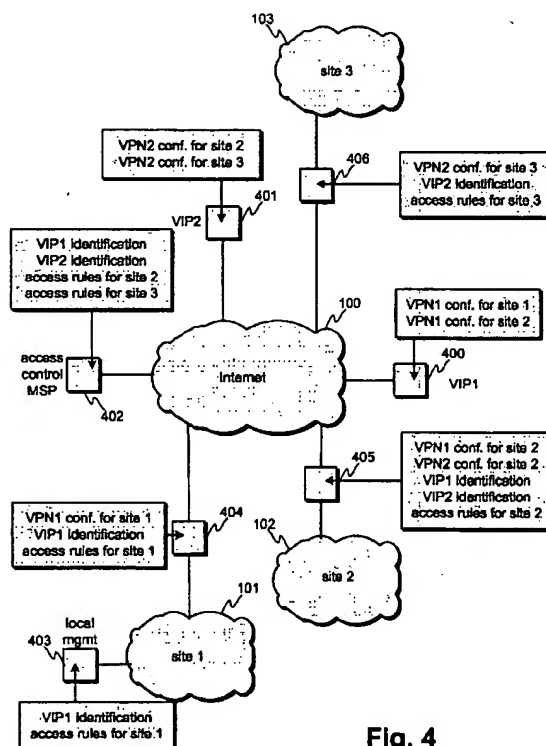 103
site 3
VPN2 conf. for site 2
VPN2 conf. for site 3
401
VIP2
406
VPN2 conf. for site 3
VIP2 identification
access rules for site 3
VIP1 identification
VIP2 identification
access rules for site 2
access rules for site 3
100
Internet
VPN1 conf. for site 1
VPN1 conf. for site 2
400
VIP1
access
control
MSP
402
405
VPN1 conf. for site 2
VPN2 conf. for site 2
VIP1 identification
VIP2 identification
access rules for site 2
VPN1 conf. for site 1
VIP1 identification
access rules for site 1
404
102
site 2
101
site 1
local
mgmt
403
VIP1 identification
access rules for site 1
Fig. 4